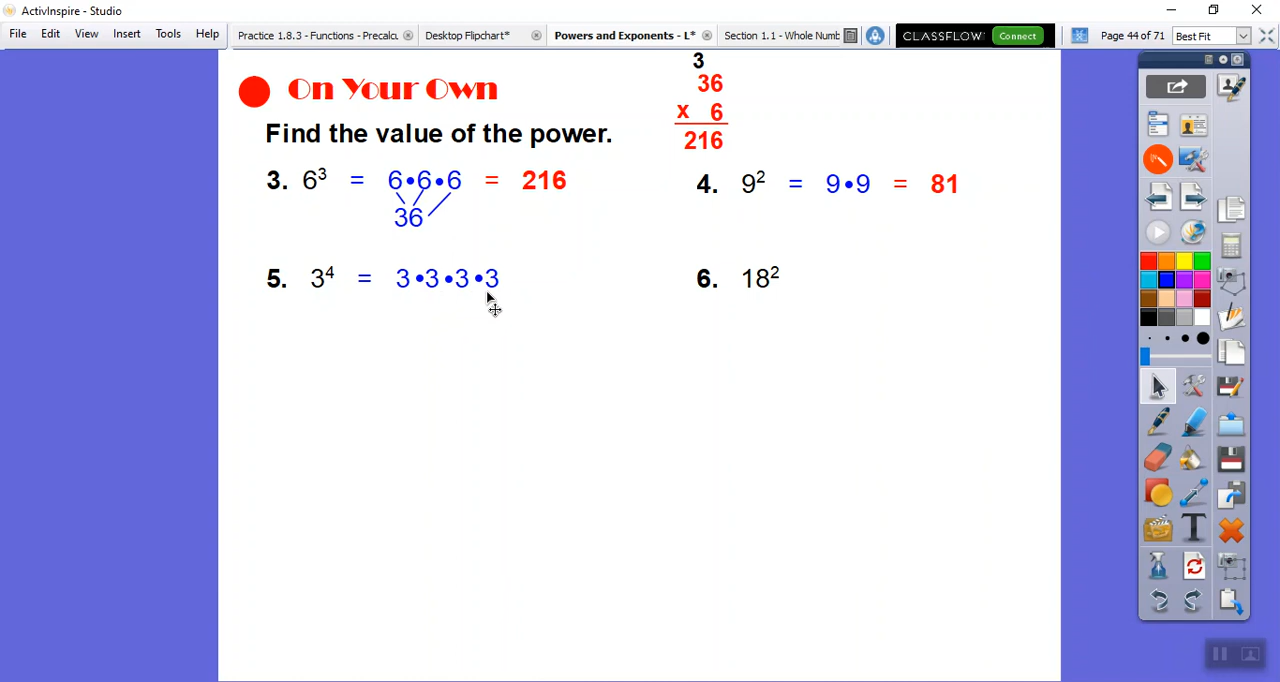 ActivInspire - Studio
File Edit View Insert Tools Help
Practice 1.8.3 - Functions - Precalcu
Desktop Flipchart*
Powers and Exponents - L*
Section 1.1 - Whole Numb
CLASSFLOW Connect
Page 44 of 71
Best Fit
On Your Own
3
36
x 6
216
Find the value of the power.
3. 6³ = 6•6•6 = 216
36
4. 9² = 9•9 = 81
5. 3⁴ = 3•3•3•3
6. 18²
T